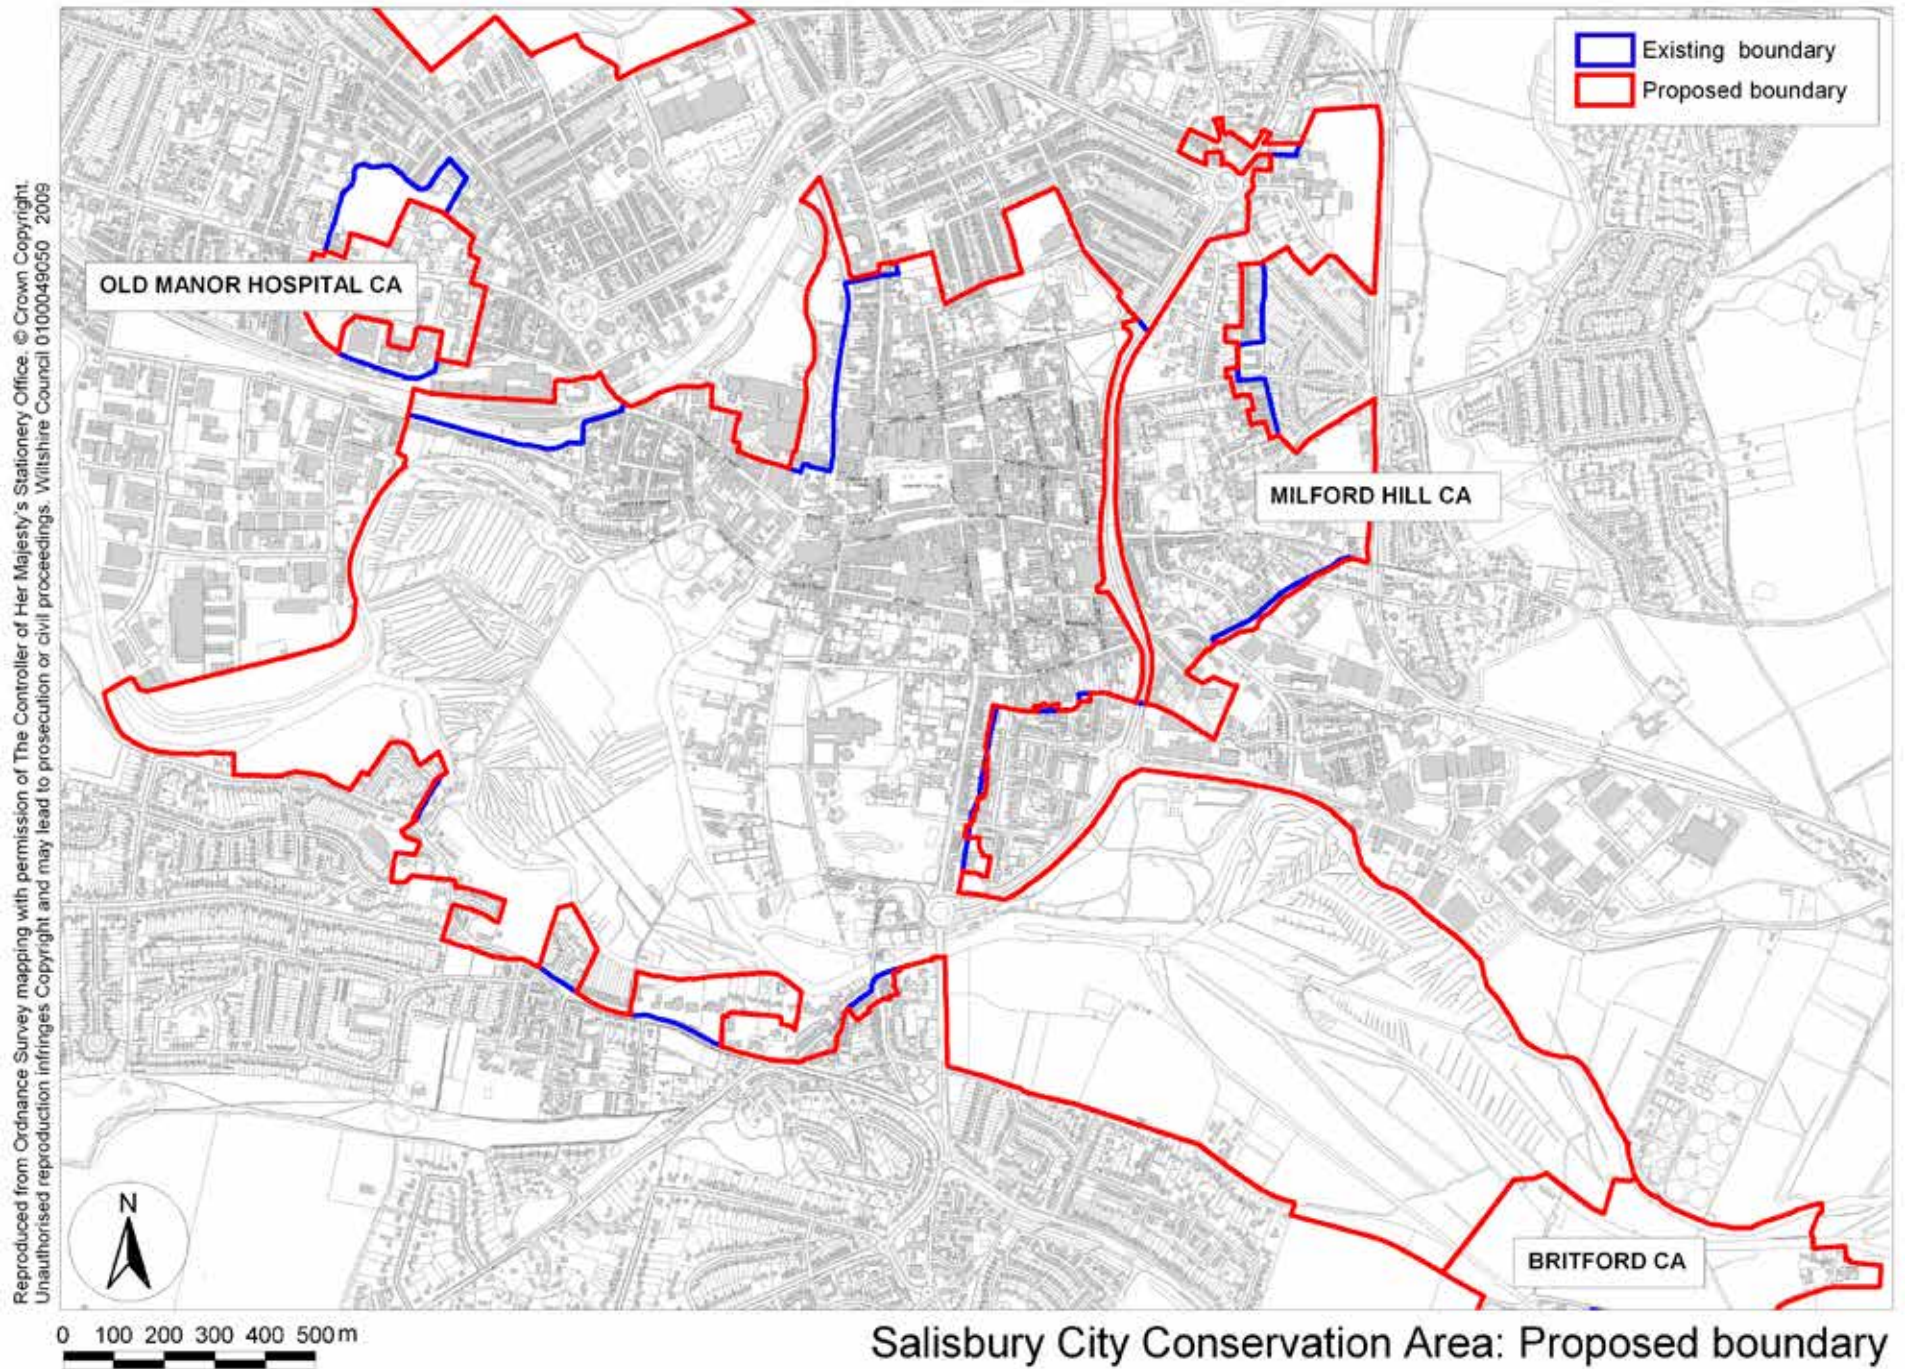 Existing boundary
Proposed boundary
OLD MANOR HOSPITAL CA
MILFORD HILL CA
BRITFORD CA
N
0 100 200 300 400 500m
Salisbury City Conservation Area: Proposed boundary
Reproduced from Ordnance Survey mapping with permission of The Controller of Her Majesty's Stationery Office. © Crown Copyright.
Unauthorised reproduction infringes Copyright and may lead to prosecution or civil procedings. Wiltshire Council 0100049050 2009